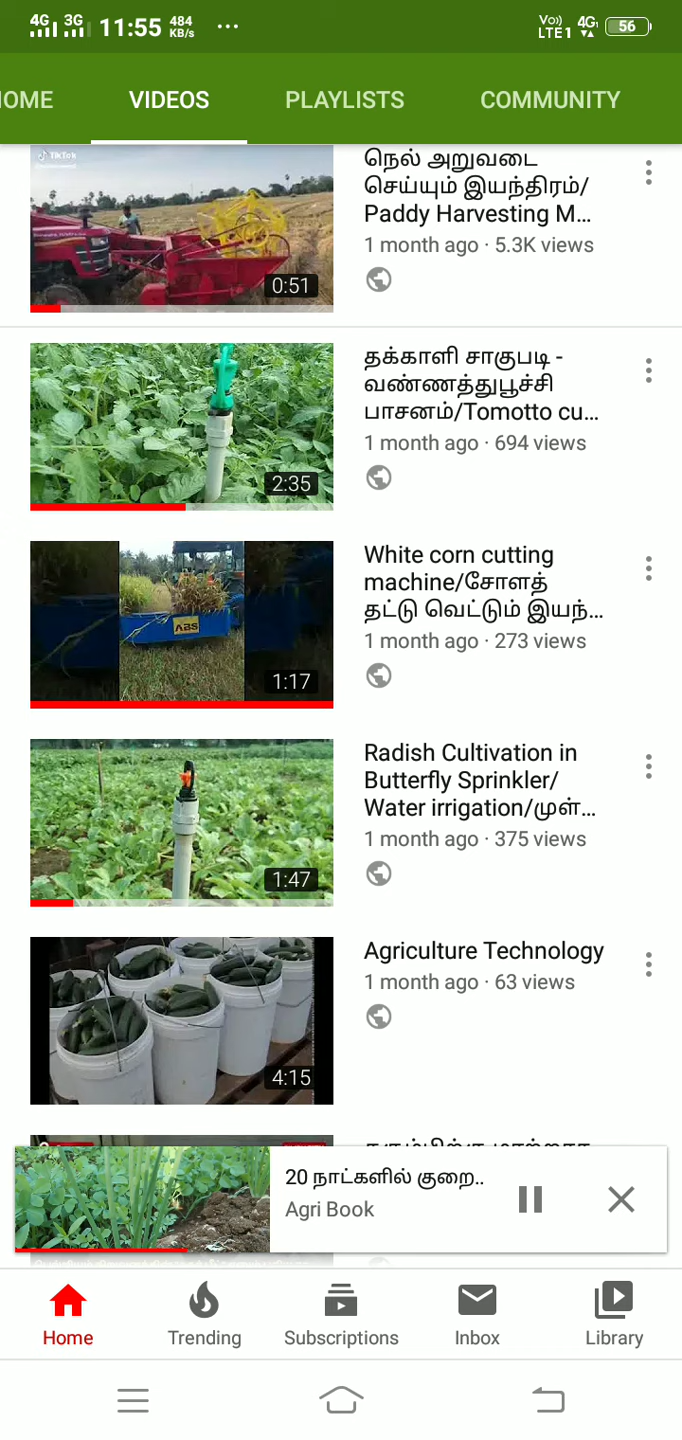 4G 3G 11:55 484 KB/s ... Vo) LTE1 4G 56
OME VIDEOS PLAYLISTS COMMUNITY
TikTok
நெல் அறுவடை
செய்யும் இயந்திரம்/
Paddy Harvesting M...
1 month ago · 5.3K views
0:51
தக்காளி சாகுபடி -
வண்ணத்துபூச்சி
பாசனம்/Tomotto cu...
1 month ago · 694 views
2:35
White corn cutting
machine/சோளத்
தட்டு வெட்டும் இயந்...
1 month ago · 273 views
ABS
1:17
Radish Cultivation in
Butterfly Sprinkler/
Water irrigation/முள்...
1 month ago · 375 views
1:47
Agriculture Technology
1 month ago · 63 views
4:15
20 நாட்களில் குறை..
Agri Book
Home Trending Subscriptions Inbox Library